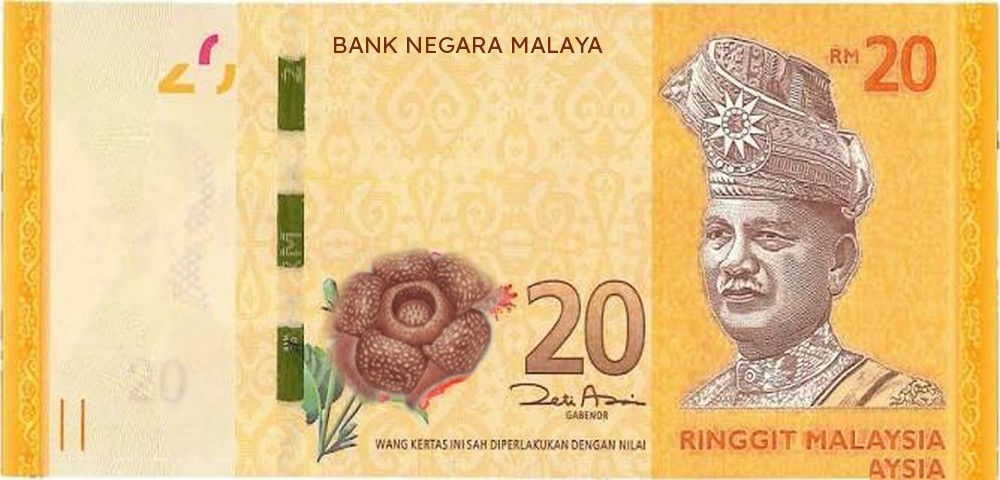 BANK NEGARA MALAYA
RM 20
20
GABENOR
WANG KERTAS INI SAH DIPERLAKUKAN DENGAN NILAI
RINGGIT MALAYSIA
AYSIA